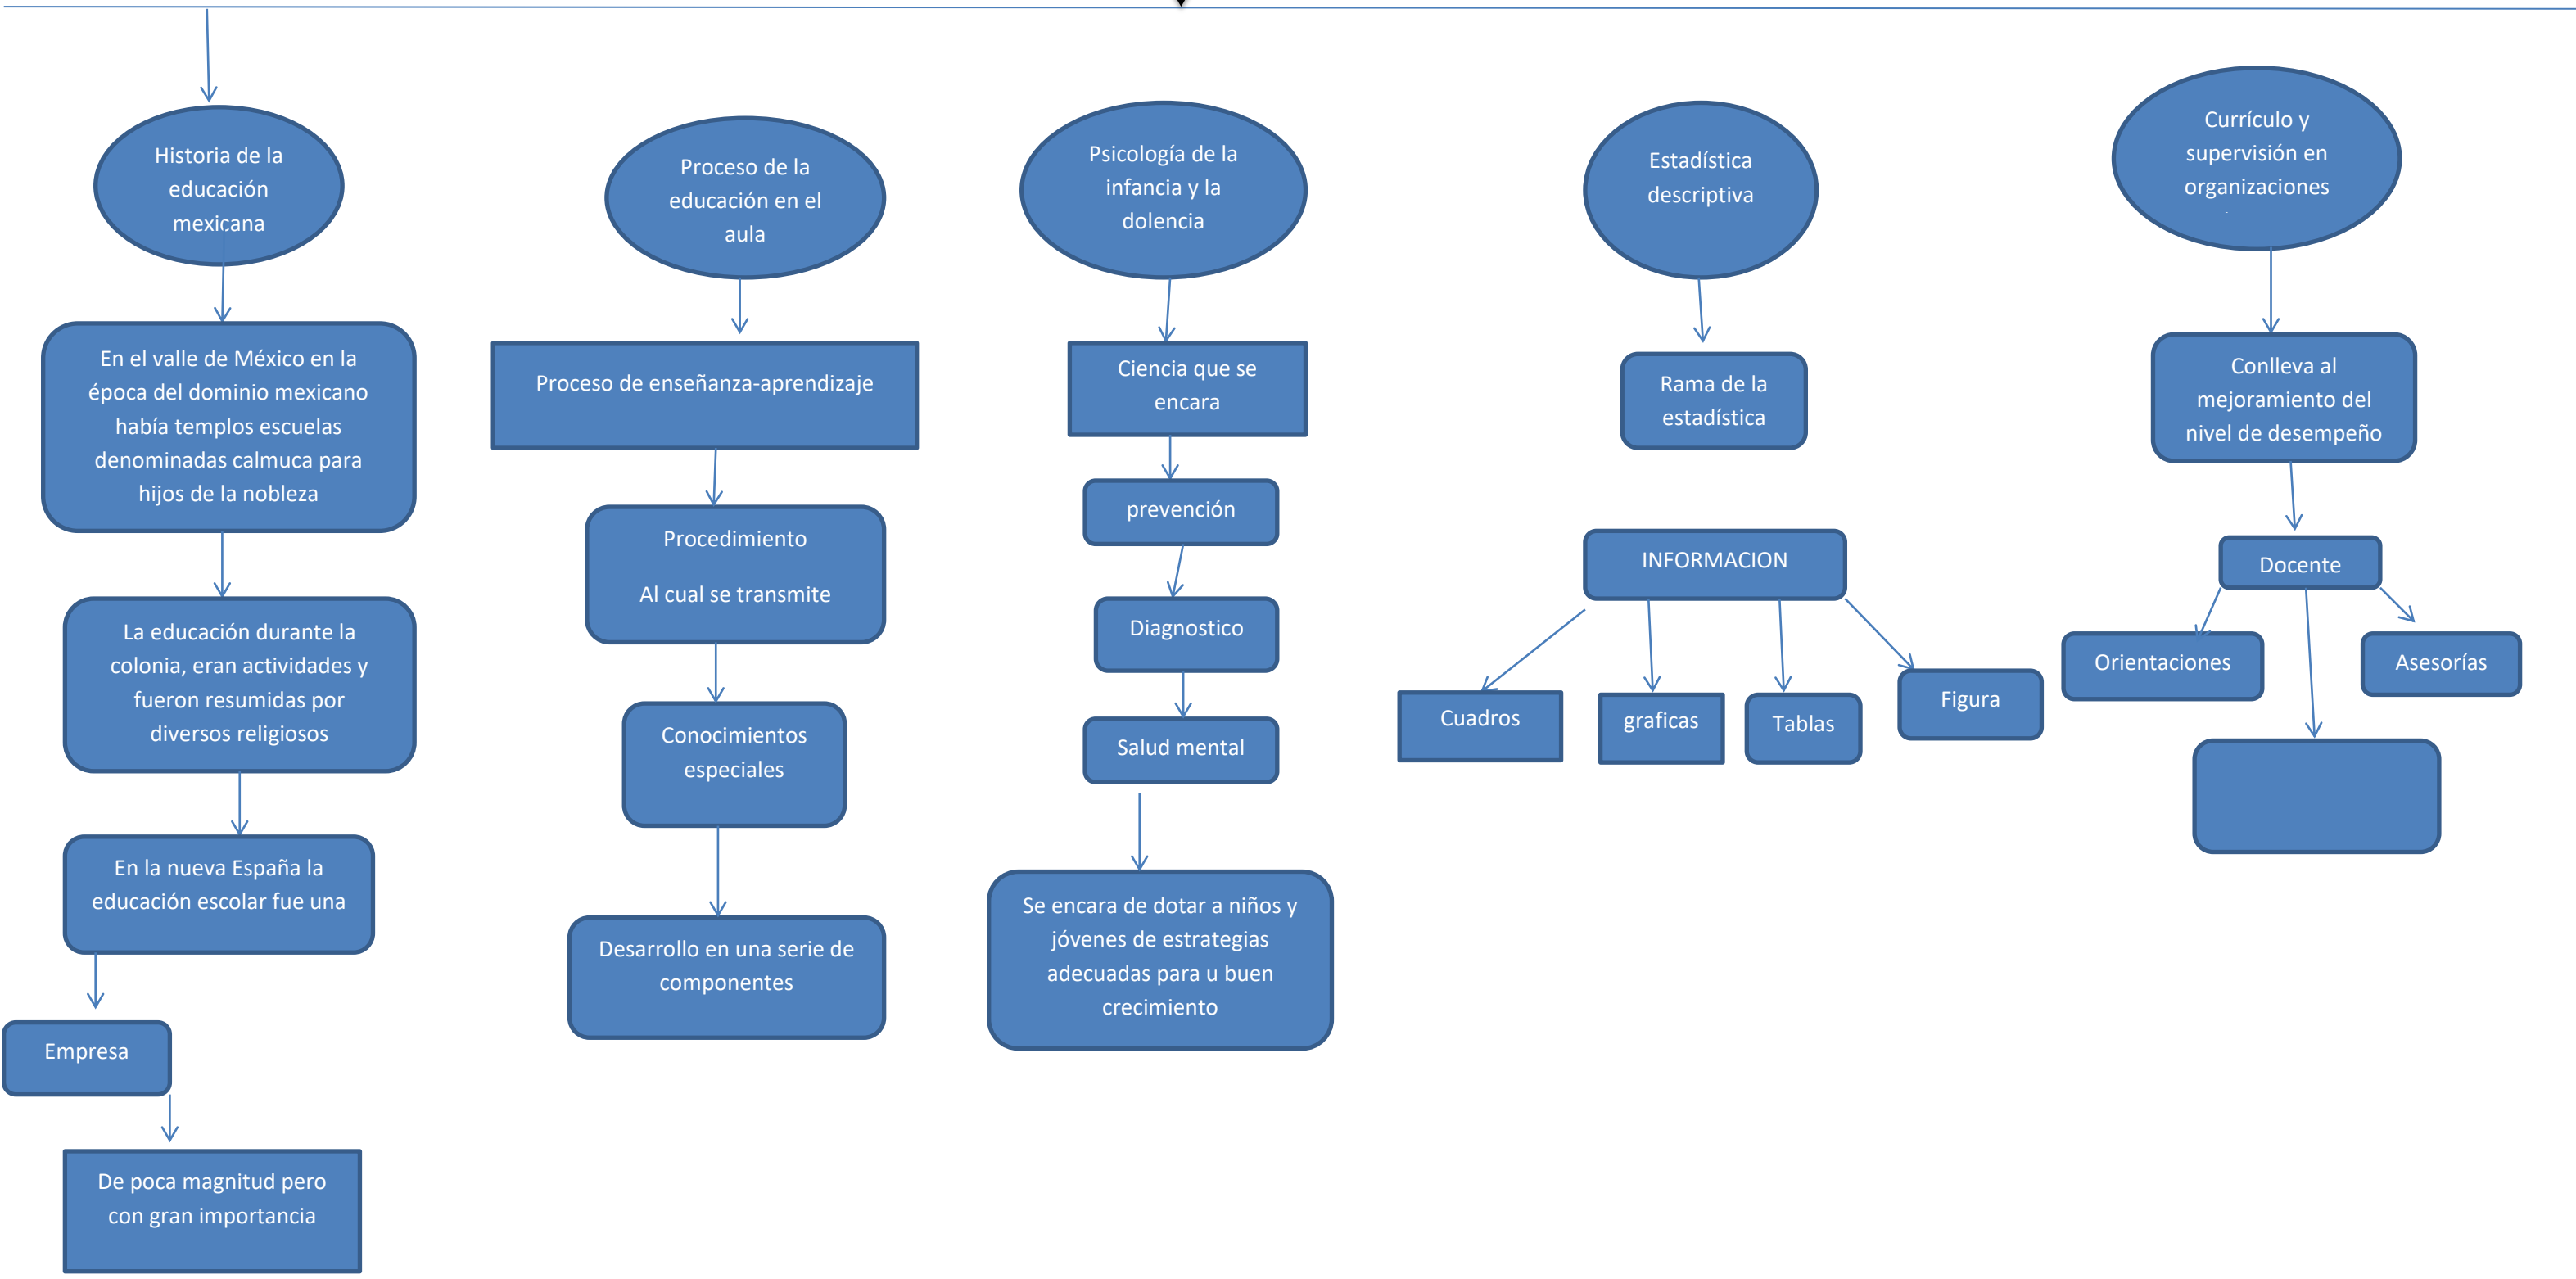 Historia de la
educación
mexicana
En el valle de México en la
época del dominio mexicano
había templos escuelas
denominadas calmuca para
hijos de la nobleza
La educación durante la
colonia, eran actividades y
fueron resumidas por
diversos religiosos
En la nueva España la
educación escolar fue una
Empresa
De poca magnitud pero
con gran importancia
Proceso de la
educación en el
aula
Proceso de enseñanza-aprendizaje
Procedimiento
Al cual se transmite
Conocimientos
especiales
Desarrollo en una serie de
componentes
Psicología de la
infancia y la
dolencia
Ciencia que se
encara
prevención
Diagnostico
Salud mental
Se encara de dotar a niños y
jóvenes de estrategias
adecuadas para u buen
crecimiento
Estadística
descriptiva
Rama de la
estadística
INFORMACION
Cuadros
graficas
Tablas
Figura
Currículo y
supervisión en
organizaciones
Conlleva al
mejoramiento del
nivel de desempeño
Docente
Orientaciones
Asesorías